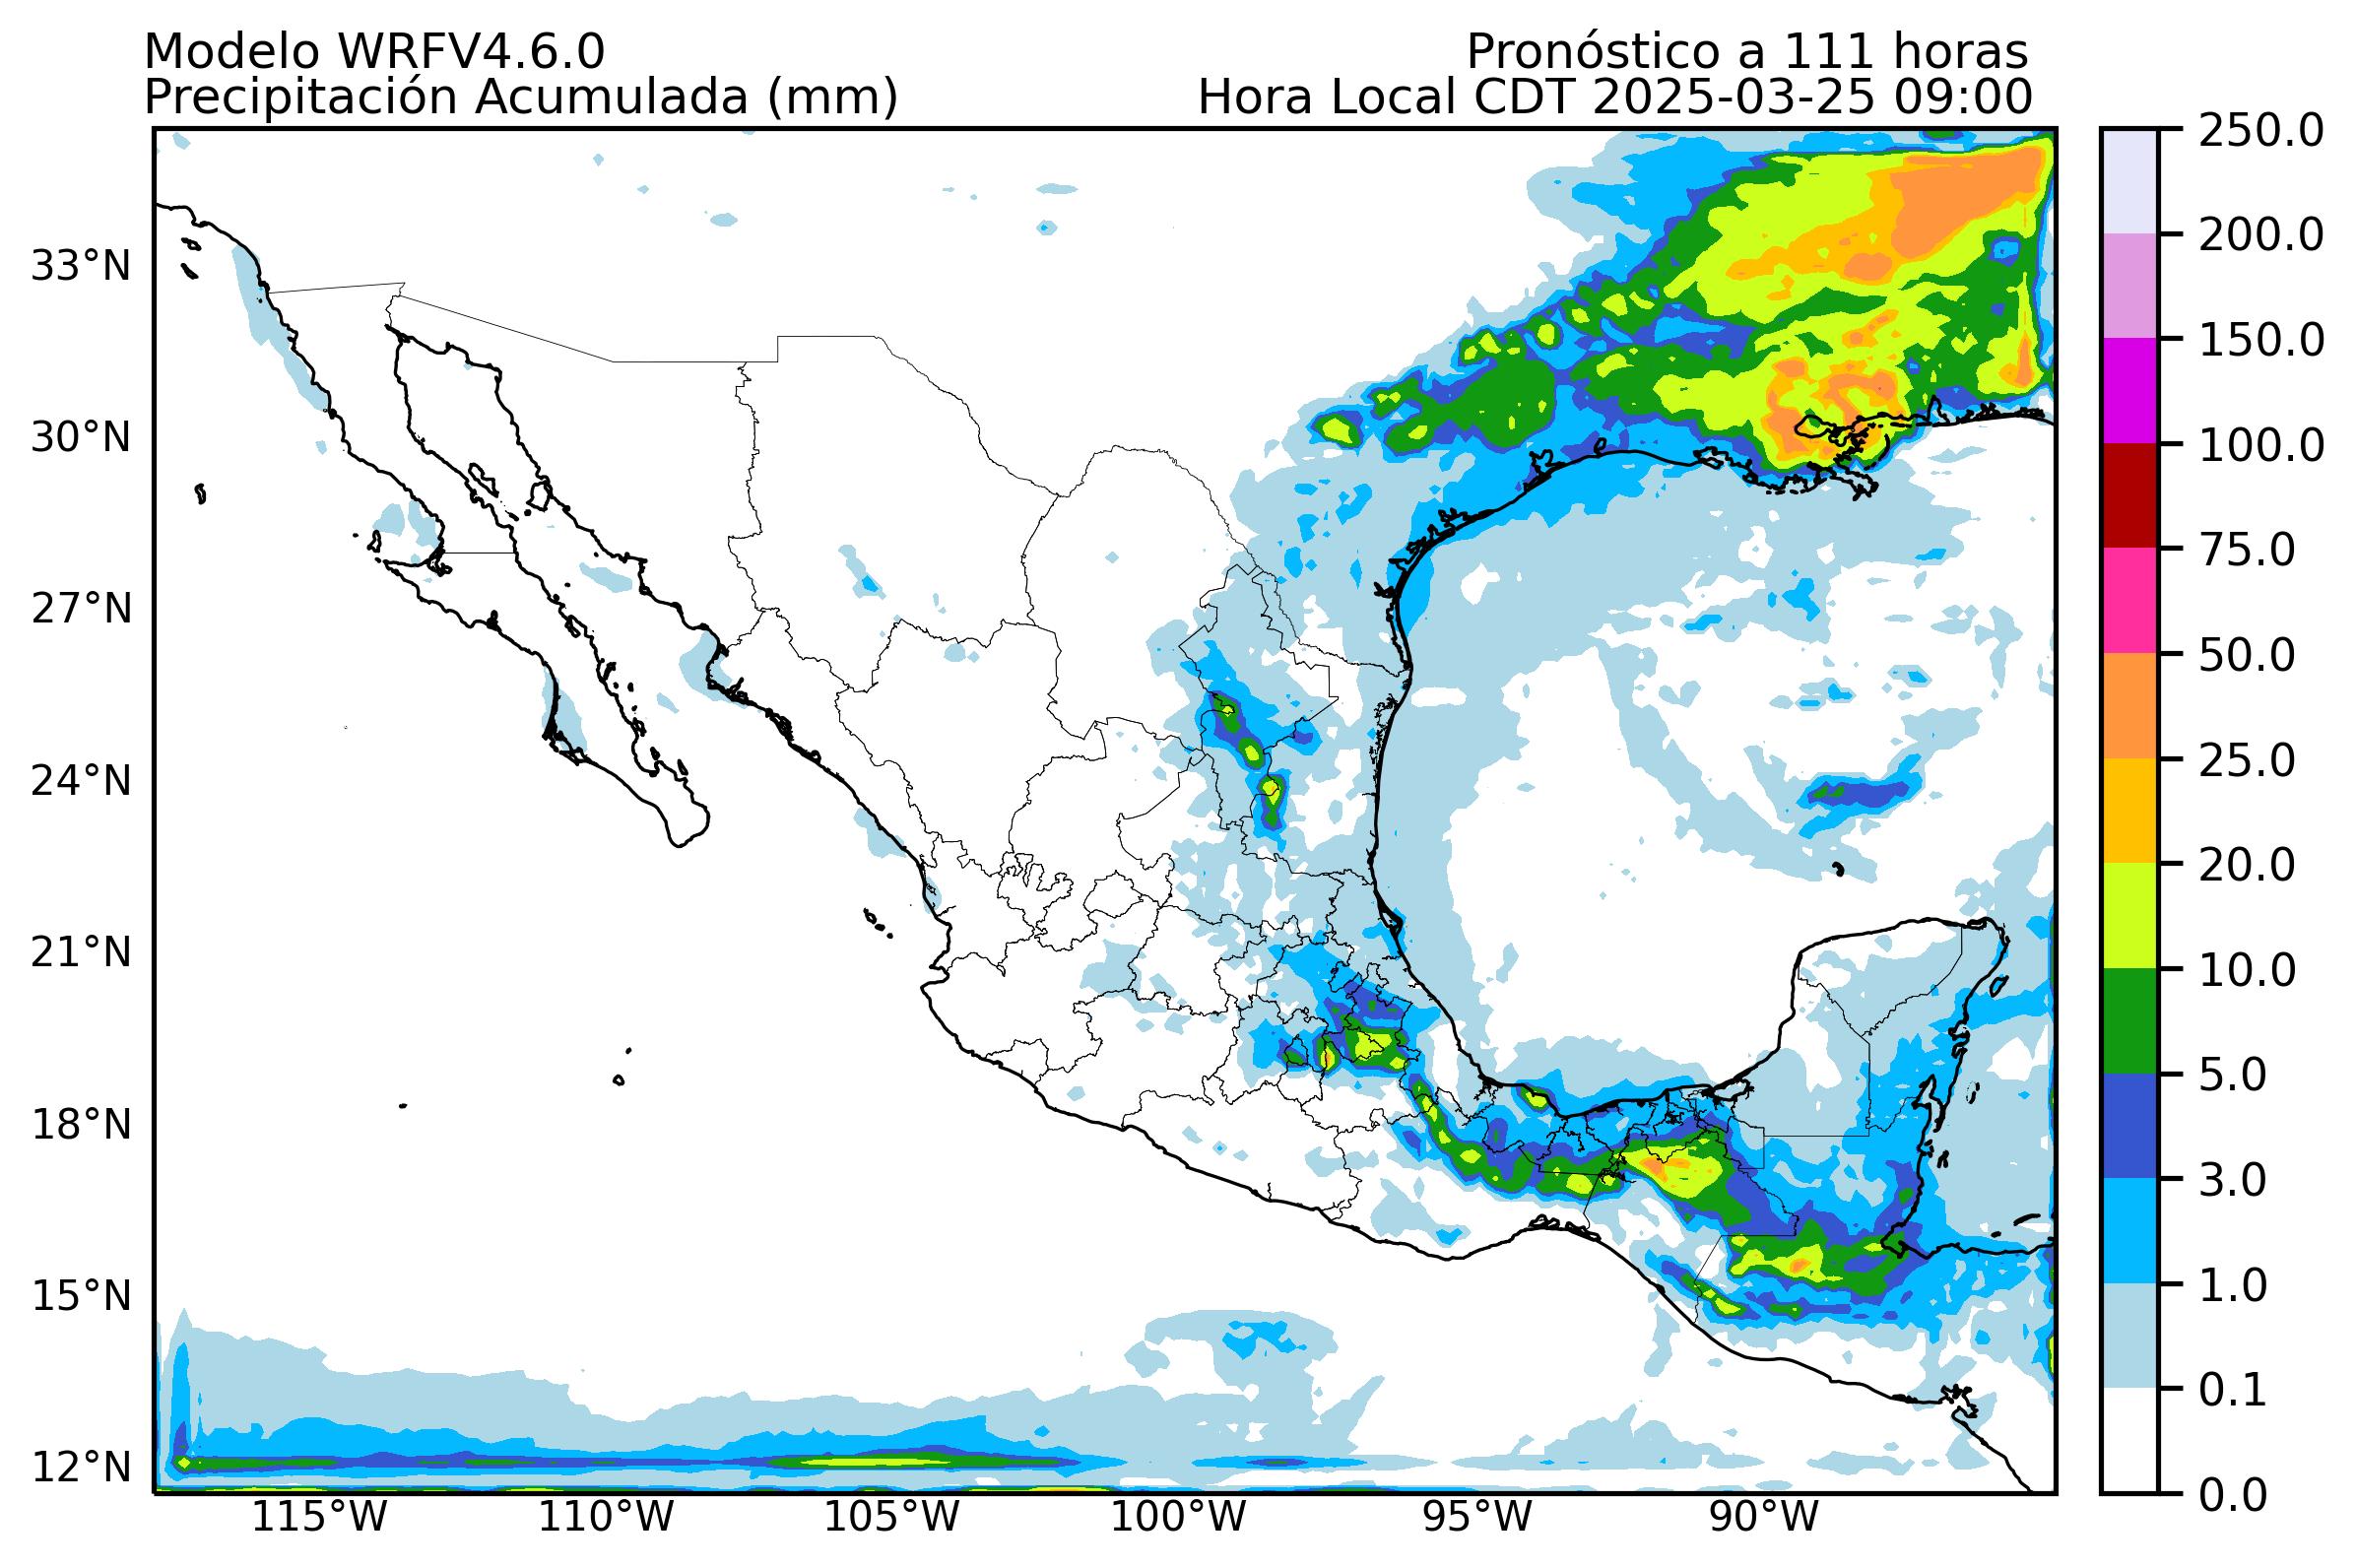 Modelo WRFV4.6.0
Pronóstico a 111 horas
Precipitación Acumulada (mm)
Hora Local CDT 2025-03-25 09:00
33°N
30°N
27°N
24°N
21°N
18°N
15°N
12°N
115°W
110°W
105°W
100°W
95°W
90°W
250.0
200.0
150.0
100.0
75.0
50.0
25.0
20.0
10.0
5.0
3.0
1.0
0.1
0.0